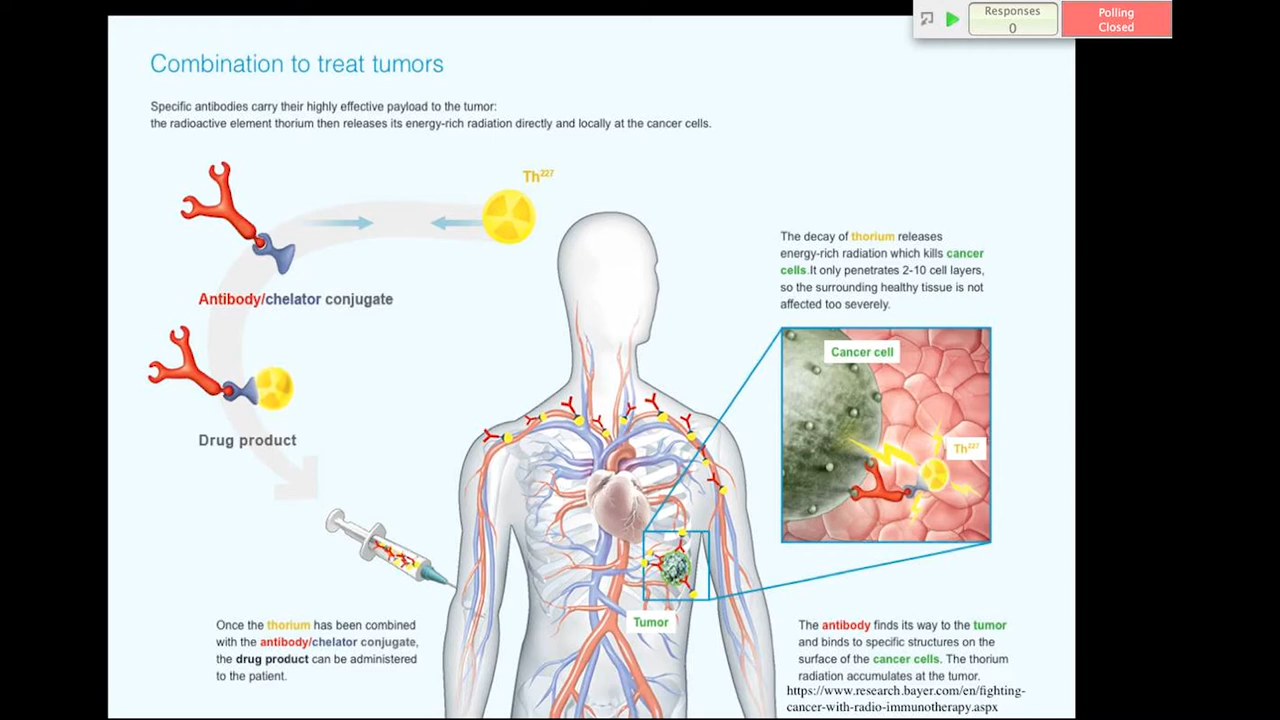 Responses
0
Polling
Closed
Combination to treat tumors
Specific antibodies carry their highly effective payload to the tumor:
the radioactive element thorium then releases its energy-rich radiation directly and locally at the cancer cells.
Th²²⁷
Antibody/chelator conjugate
Drug product
The decay of thorium releases
energy-rich radiation which kills cancer
cells.It only penetrates 2-10 cell layers,
so the surrounding healthy tissue is not
affected too severely.
Cancer cell
Th²²⁷
Tumor
Once the thorium has been combined
with the antibody/chelator conjugate,
the drug product can be administered
to the patient.
The antibody finds its way to the tumor
and binds to specific structures on the
surface of the cancer cells. The thorium
radiation accumulates at the tumor.
https://www.research.bayer.com/en/fighting-
cancer-with-radio-immunotherapy.aspx